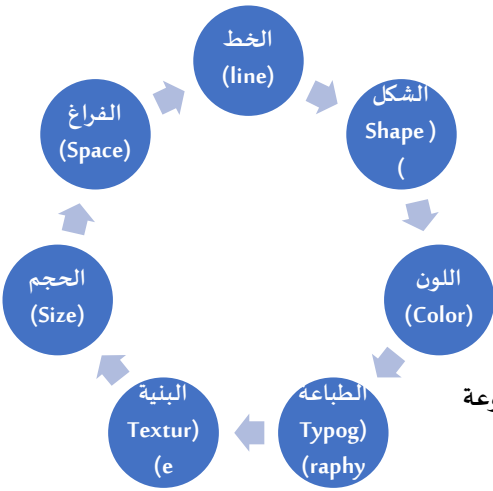 الخط
(line)
الشكل
( Shape
)
اللون
(Color)
الطباعة
(Typog
raphy)
البنية
(Textur
e)
الحجم
(Size)
الفراغ
(Space)